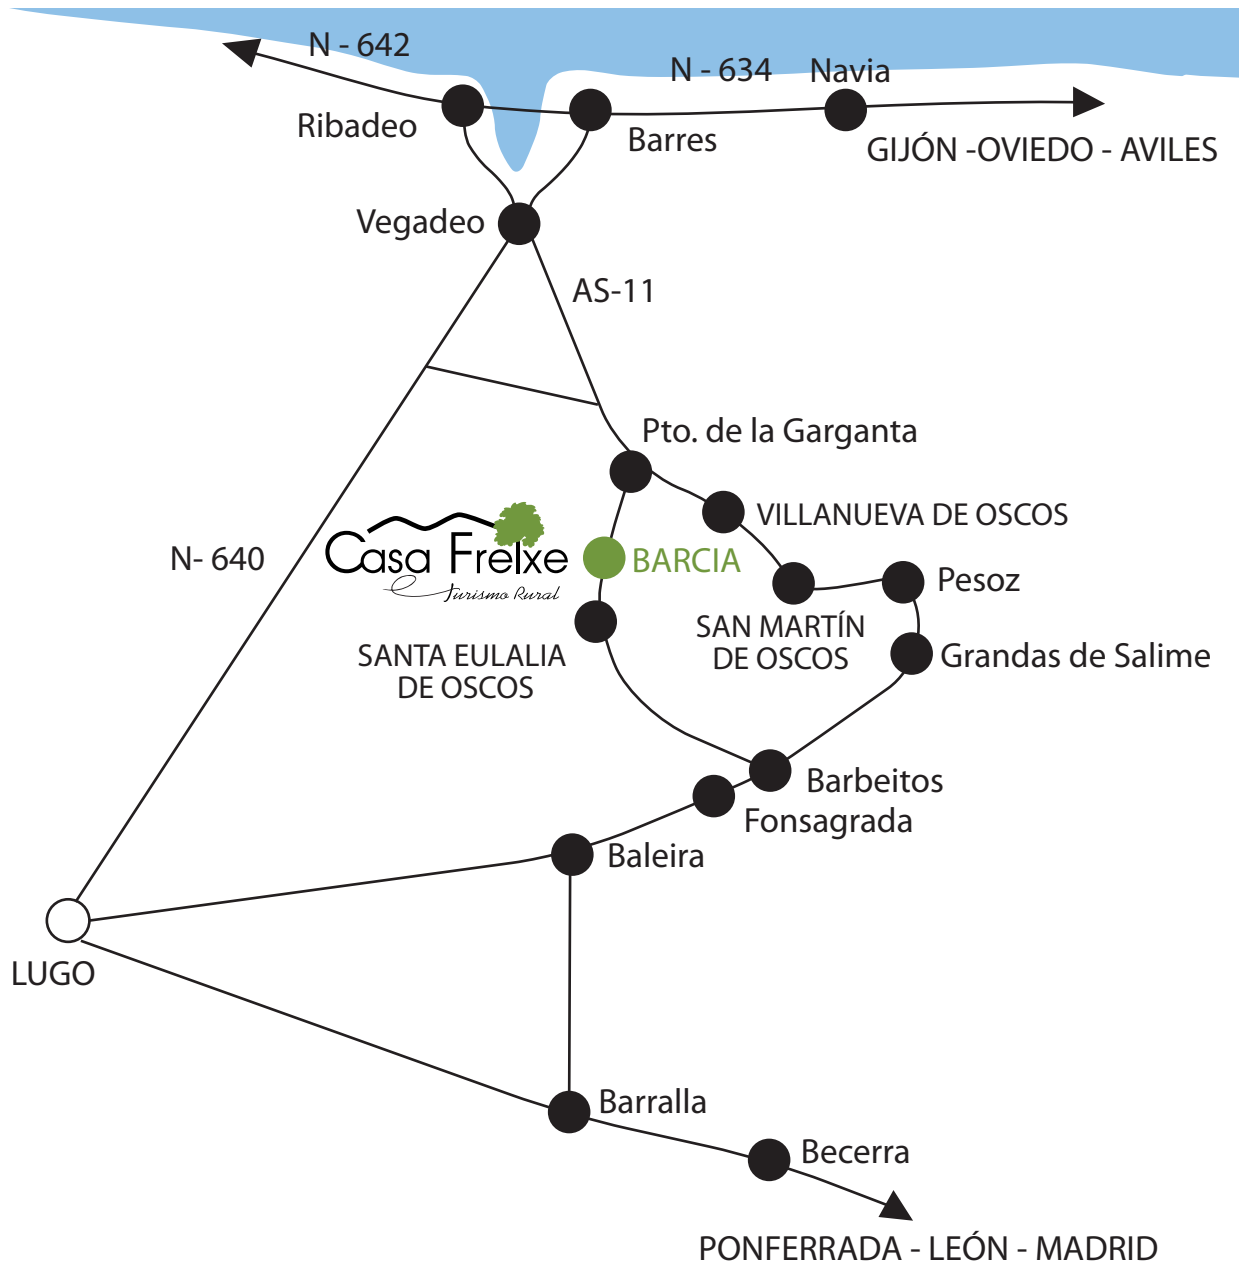 N - 642
N - 634
Navia
Ribadeo
Barres
GIJÓN -OVIEDO - AVILES
Vegadeo
AS-11
Pto. de la Garganta
VILLANUEVA DE OSCOS
N- 640
Casa Freixe
Turismo Rural
BARCIA
Pesoz
SAN MARTÍN
DE OSCOS
SANTA EULALIA
DE OSCOS
Grandas de Salime
Barbeitos
Fonsagrada
Baleira
LUGO
Barralla
Becerra
PONFERRADA - LEÓN - MADRID